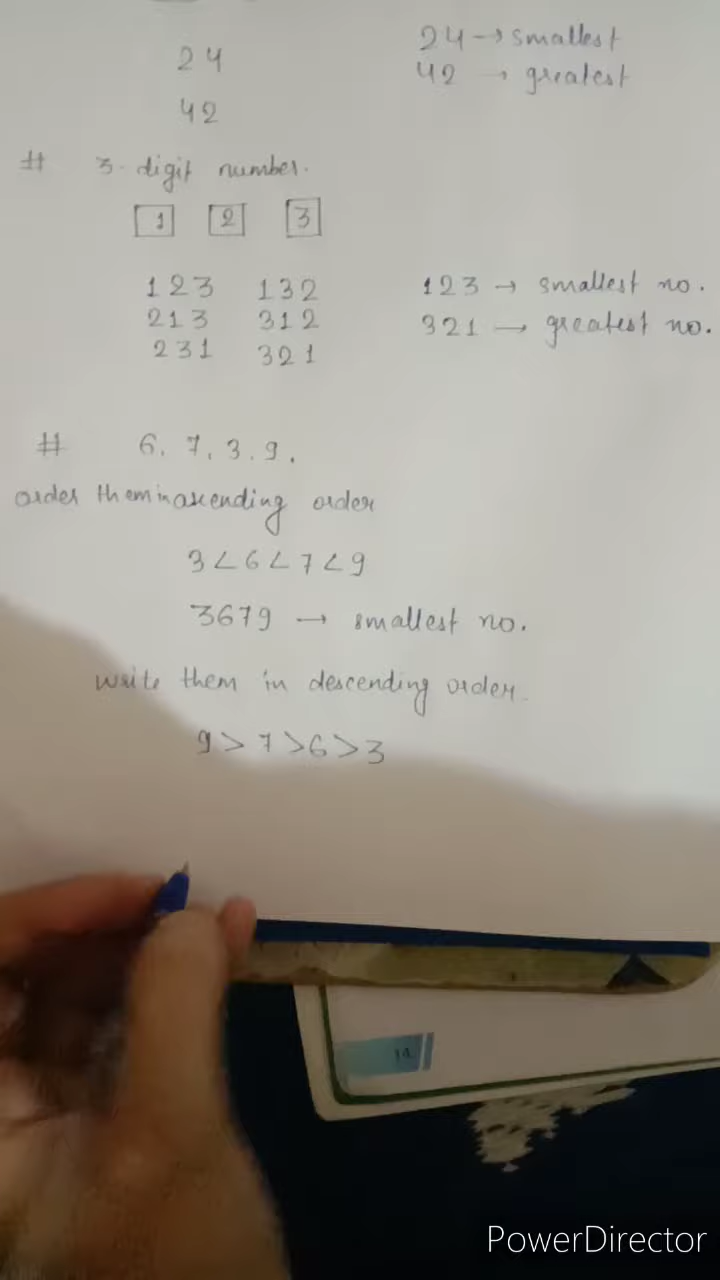 24
42
24 → smallest
42 → greatest
# 3-digit number.
1 2 3
123 132
213 312
231 321
123 → smallest no.
321 → greatest no.
# 6, 7, 3, 9.
order them in ascending order
3 < 6 < 7 < 9
3679 → smallest no.
write them in descending order.
9 > 7 > 6 > 3
14
PowerDirector